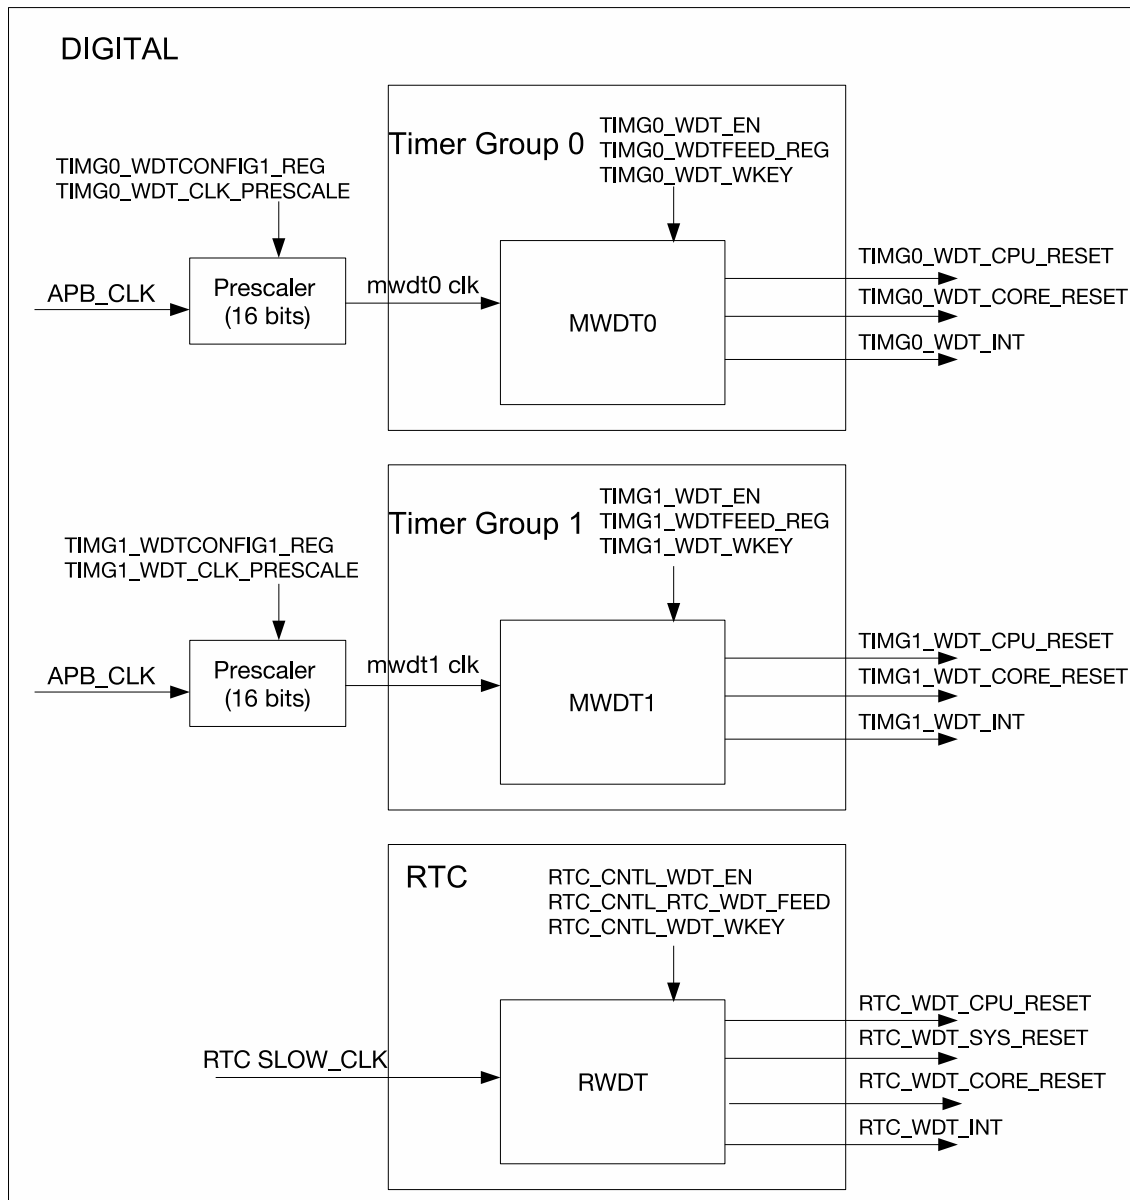 DIGITAL
Timer Group 0
TIMG0_WDT_EN
TIMG0_WDTFEED_REG
TIMG0_WDT_WKEY
TIMG0_WDTCONFIG1_REG
TIMG0_WDT_CLK_PRESCALE
APB_CLK
Prescaler
(16 bits)
mwdt0 clk
MWDT0
TIMG0_WDT_CPU_RESET
TIMG0_WDT_CORE_RESET
TIMG0_WDT_INT
Timer Group 1
TIMG1_WDT_EN
TIMG1_WDTFEED_REG
TIMG1_WDT_WKEY
TIMG1_WDTCONFIG1_REG
TIMG1_WDT_CLK_PRESCALE
APB_CLK
Prescaler
(16 bits)
mwdt1 clk
MWDT1
TIMG1_WDT_CPU_RESET
TIMG1_WDT_CORE_RESET
TIMG1_WDT_INT
RTC
RTC_CNTL_WDT_EN
RTC_CNTL_RTC_WDT_FEED
RTC_CNTL_WDT_WKEY
RTC SLOW_CLK
RWDT
RTC_WDT_CPU_RESET
RTC_WDT_SYS_RESET
RTC_WDT_CORE_RESET
RTC_WDT_INT